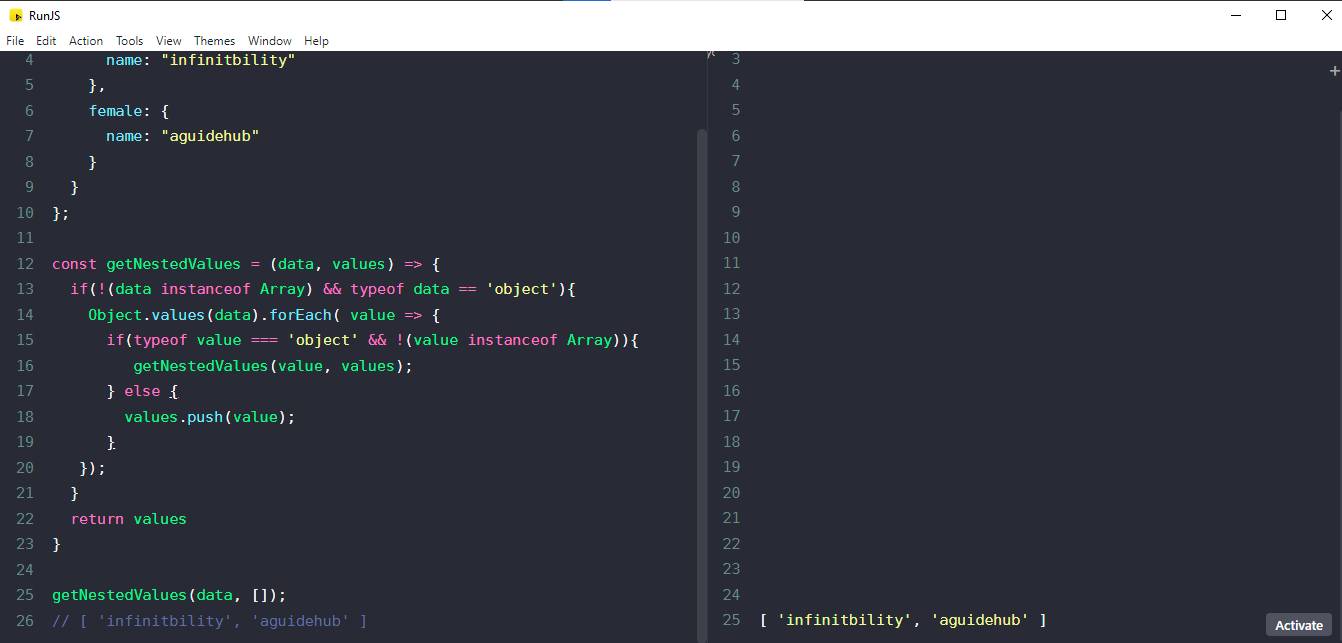 RunJS
File Edit Action Tools View Themes Window Help
4 name: "infinitbility"
5 },
6 female: {
7 name: "aguidehub"
8 }
9 }
10 };
11
12 const getNestedValues = (data, values) => {
13 if(!(data instanceof Array) && typeof data == 'object'){
14 Object.values(data).forEach( value => {
15 if(typeof value === 'object' && !(value instanceof Array)){
16 getNestedValues(value, values);
17 } else {
18 values.push(value);
19 }
20 });
21 }
22 return values
23 }
24
25 getNestedValues(data, []);
26 // [ 'infinitbility', 'aguidehub' ]
3
4
5
6
7
8
9
10
11
12
13
14
15
16
17
18
19
20
21
22
23
24
25 [ 'infinitbility', 'aguidehub' ]
Activate